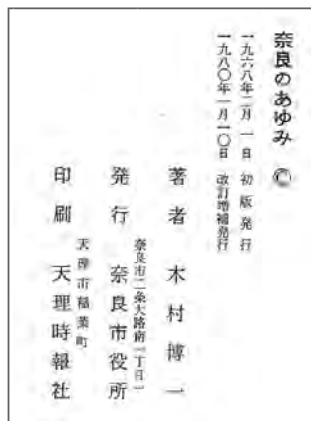 奈良のあゆみ ©
一九六八年二月一日 初版発行
一九八〇年一月一〇日 改訂増補発行
著者 木村博一
奈良市二条大路南一丁目一
発行 奈良市役所
天理市稲葉町
印刷 天理時報社